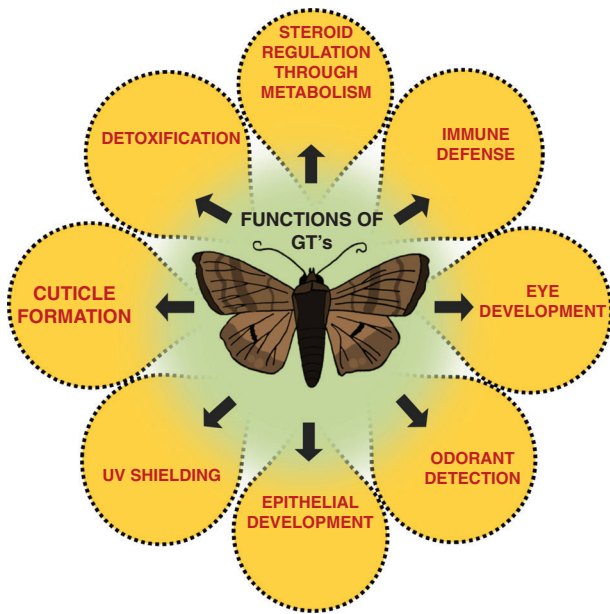 STEROID
REGULATION
THROUGH
METABOLISM
IMMUNE
DEFENSE
EYE
DEVELOPMENT
ODORANT
DETECTION
EPITHELIAL
DEVELOPMENT
UV SHIELDING
CUTICLE
FORMATION
DETOXIFICATION
FUNCTIONS OF
GT's